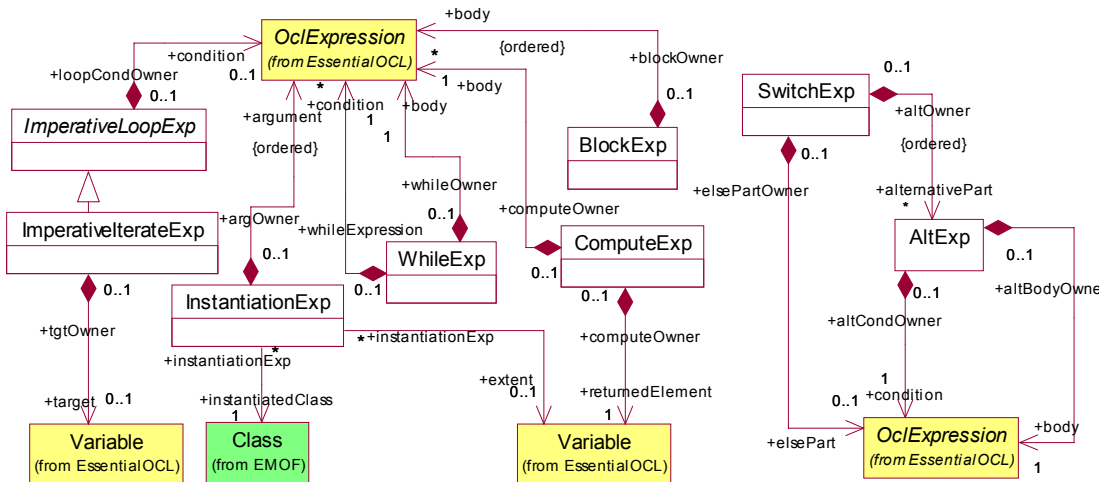 +body
OclExpression
(from EssentialOCL)
*
{ordered}
+condition
+loopCondOwner
0..1
0..1
*
1
+body
+blockOwner
0..1
ImperativeLoopExp
+argument
{ordered}
+condition
1
+body
1
0..1
BlockExp
SwitchExp
0..1
+altOwner
{ordered}
0..1
+elsePartOwner
+alternativePart
*
ImperativeIterateExp
+argOwner
0..1
+whileOwner
0..1
+whileExpression
WhileExp
0..1
+computeOwner
ComputeExp
0..1
0..1
+computeOwner
AltExp
0..1
0..1
+altBodyOwner
+altCondOwner
0..1
+tgtOwner
InstantiationExp
*
+instantiationExp
*
+instantiationExp
+extent
0..1
+returnedElement
1
+target
0..1
+instantiatedClass
1
1
+condition
0..1
+elsePart
+body
1
Variable
(from EssentialOCL)
Class
(from EMOF)
Variable
(from EssentialOCL)
OclExpression
(from EssentialOCL)